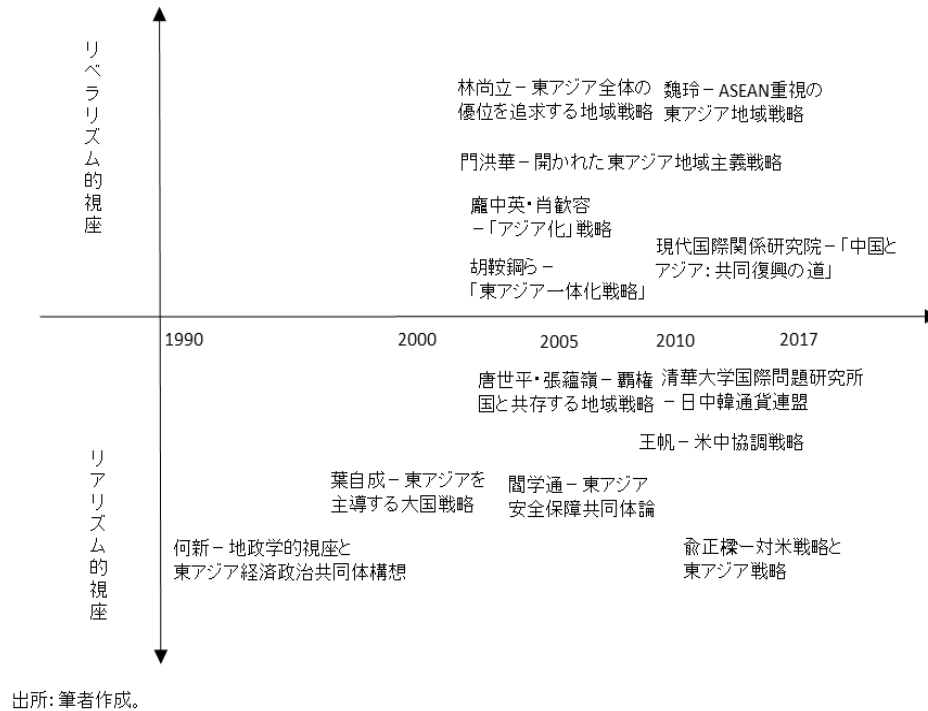 リベラリズム的視座
林尚立－東アジア全体の
優位を追求する地域戦略
魏玲－ASEAN重視の
東アジア地域戦略
門洪華－開かれた東アジア地域主義戦略
龐中英・肖歓容
－「アジア化」戦略
現代国際関係研究院－「中国と
アジア：共同復興の道」
胡鞍鋼ら－
「東アジア一体化戦略」
1990
2000
2005
2010
2017
唐世平・張蘊嶺－覇権
国と共存する地域戦略
清華大学国際問題研究所
－日中韓通貨連盟
王帆－米中協調戦略
リアリズム的視座
葉自成－東アジアを
主導する大国戦略
閻学通－東アジア
安全保障共同体論
何新－地政学的視座と
東アジア経済政治共同体構想
兪正樑ー対米戦略と
東アジア戦略
出所：筆者作成。